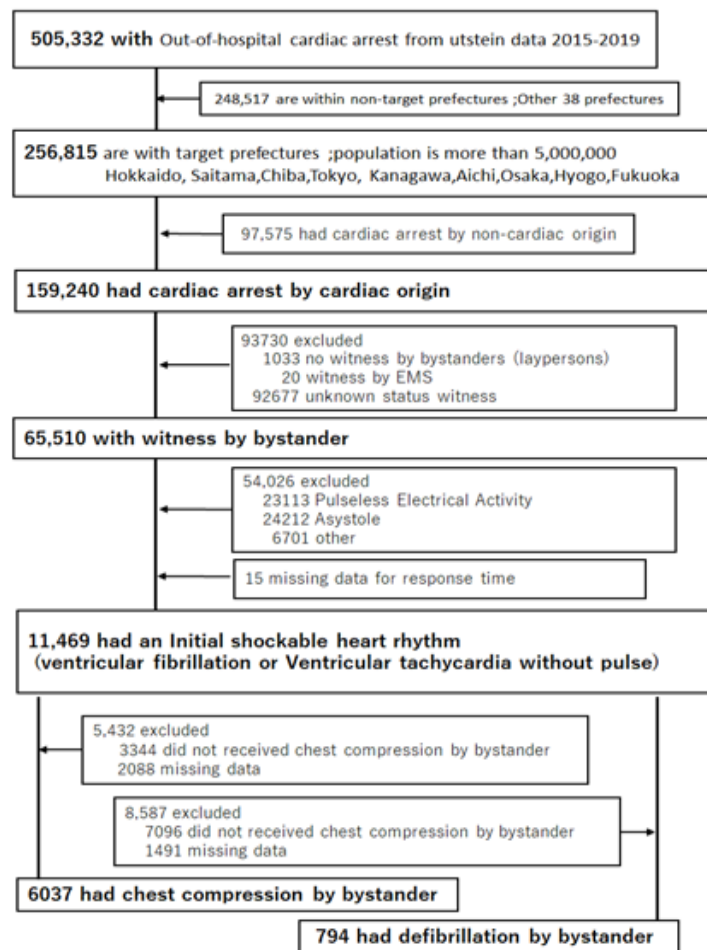 505,332 with Out-of-hospital cardiac arrest from utstein data 2015-2019
248,517 are within non-target prefectures ;Other 38 prefectures
256,815 are with target prefectures ;population is more than 5,000,000
Hokkaido, Saitama,Chiba,Tokyo, Kanagawa,Aichi,Osaka,Hyogo,Fukuoka
97,575 had cardiac arrest by non-cardiac origin
159,240 had cardiac arrest by cardiac origin
93730 excluded
1033 no witness by bystanders (laypersons)
20 witness by EMS
92677 unknown status witness
65,510 with witness by bystander
54,026 excluded
23113 Pulseless Electrical Activity
24212 Asystole
6701 other
15 missing data for response time
11,469 had an Initial shockable heart rhythm
(ventricular fibrillation or Ventricular tachycardia without pulse)
5,432 excluded
3344 did not received chest compression by bystander
2088 missing data
8,587 excluded
7096 did not received chest compression by bystander
1491 missing data
6037 had chest compression by bystander
794 had defibrillation by bystander